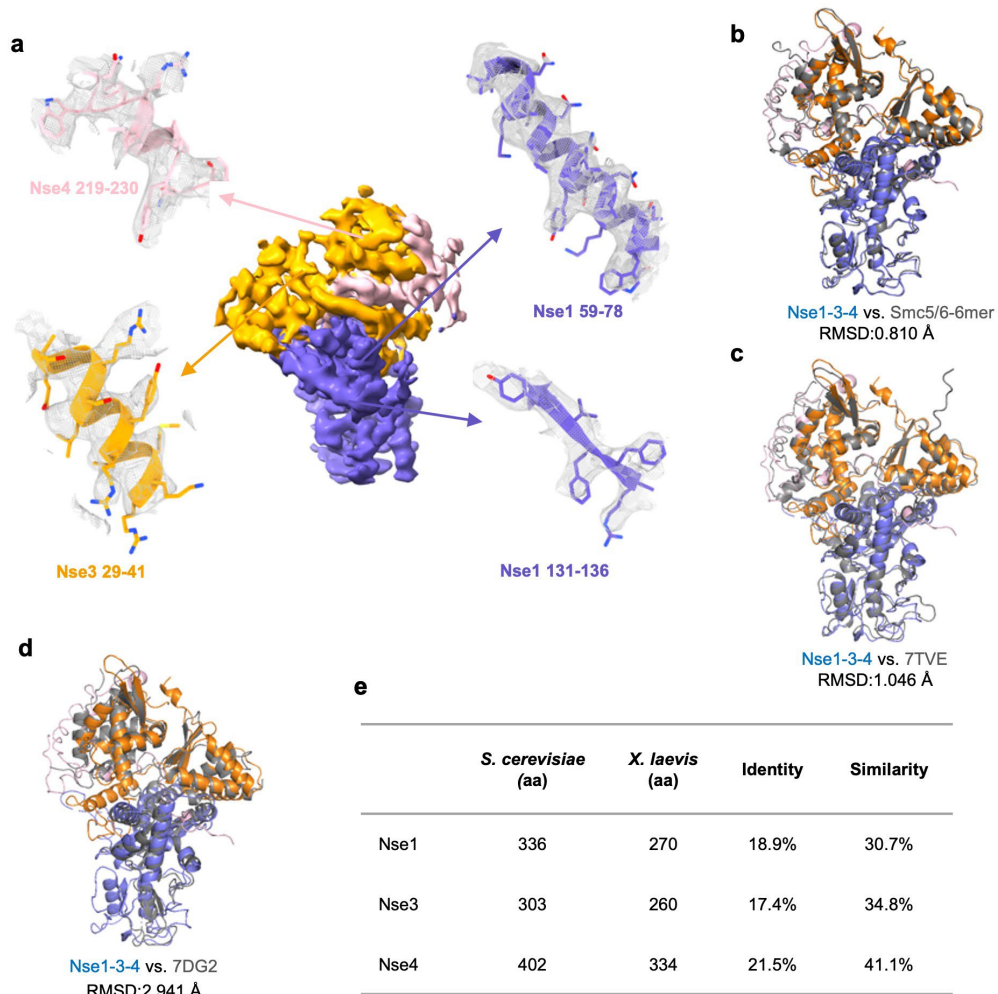 a
Nse4 219-230
Nse1 59-78
Nse3 29-41
Nse1 131-136
b
Nse1-3-4 vs. Smc5/6-6mer
RMSD:0.810 Å
c
Nse1-3-4 vs. 7TVE
RMSD:1.046 Å
d
Nse1-3-4 vs. 7DG2
RMSD:2.941 Å
e
S. cerevisiae (aa) X. laevis (aa) Identity Similarity
Nse1 336 270 18.9% 30.7%
Nse3 303 260 17.4% 34.8%
Nse4 402 334 21.5% 41.1%